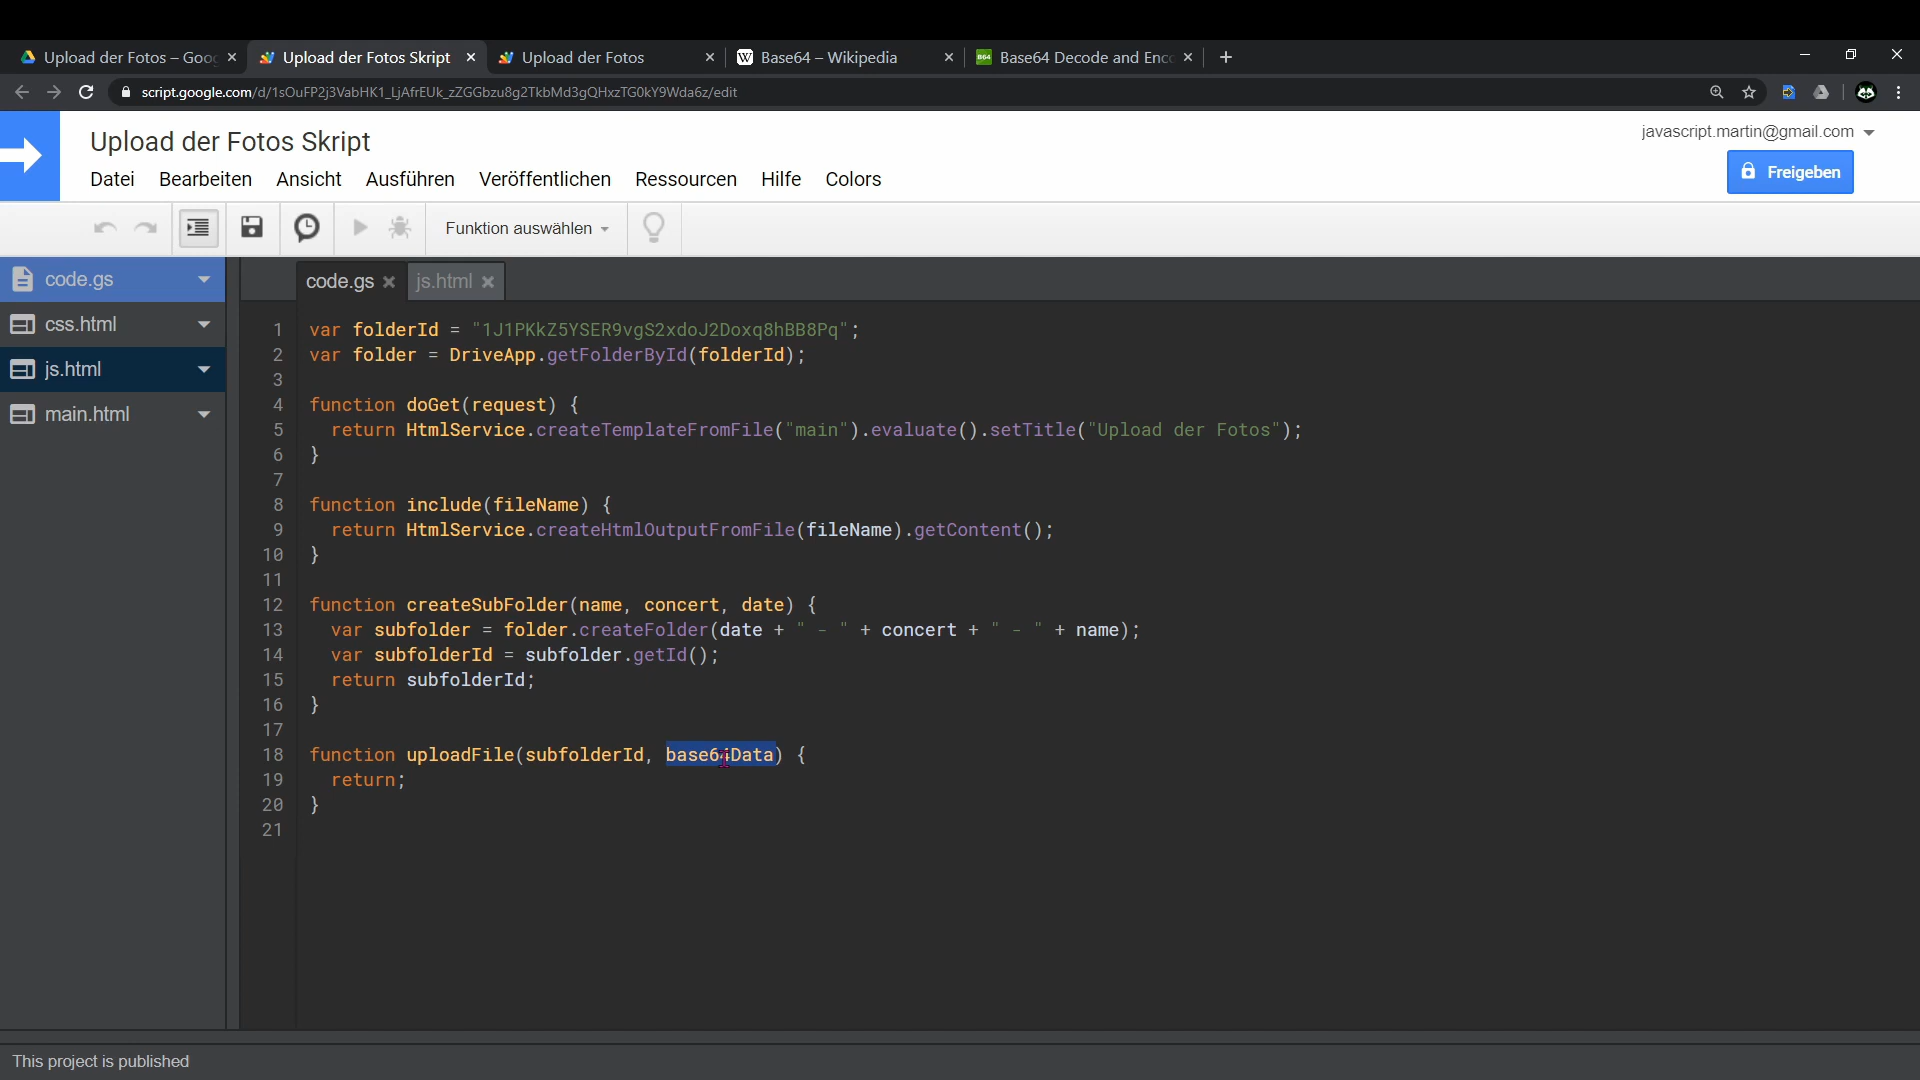 Upload der Fotos – Goog
Upload der Fotos Skript
Upload der Fotos
Base64 – Wikipedia
Base64 Decode and Enco
script.google.com/d/1sOuFP2j3VabHK1_LjAfrEUk_zZGGbzu8g2TkbMd3gQHxzTG0kY9Wda6z/edit
Upload der Fotos Skript
javascript.martin@gmail.com
Datei Bearbeiten Ansicht Ausführen Veröffentlichen Ressourcen Hilfe Colors
Freigeben
Funktion auswählen
code.gs
css.html
js.html
main.html
code.gs
js.html
1 var folderId = "1J1PKkZ5YSER9vgS2xdoJ2Doxq8hBB8Pq";
2 var folder = DriveApp.getFolderById(folderId);
3
4 function doGet(request) {
5 return HtmlService.createTemplateFromFile("main").evaluate().setTitle("Upload der Fotos");
6 }
7
8 function include(fileName) {
9 return HtmlService.createHtmlOutputFromFile(fileName).getContent();
10 }
11
12 function createSubFolder(name, concert, date) {
13 var subfolder = folder.createFolder(date + " - " + concert + " - " + name);
14 var subfolderId = subfolder.getId();
15 return subfolderId;
16 }
17
18 function uploadFile(subfolderId, base64Data) {
19 return;
20 }
21
This project is published